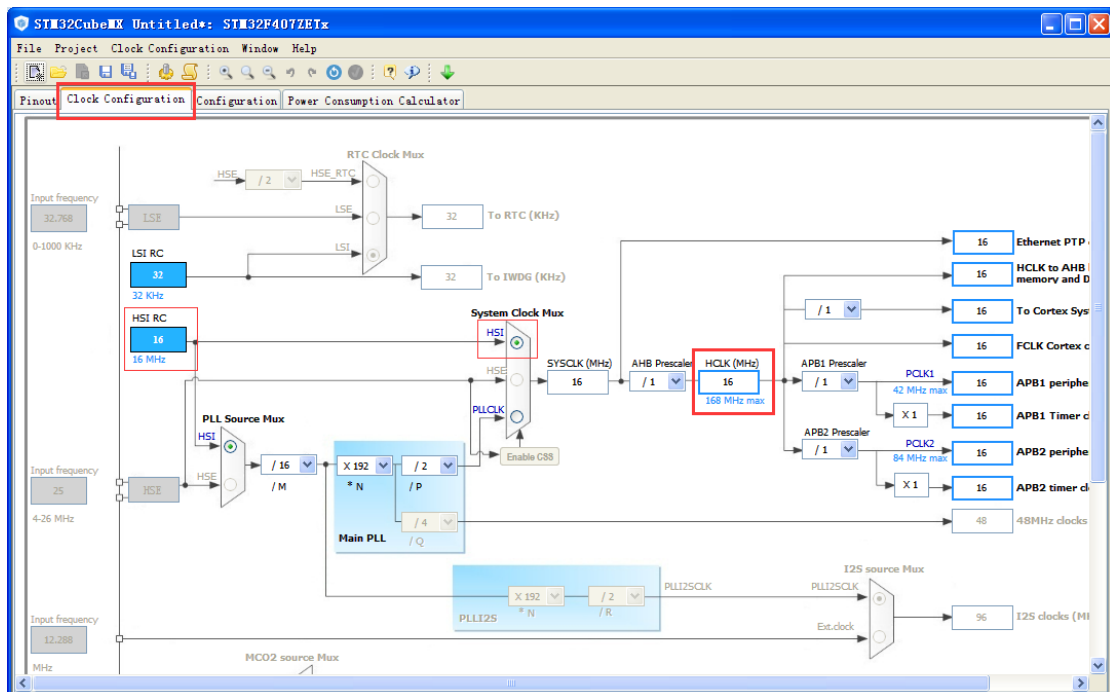 STM32CubeMX Untitled*: STM32F407ZETx
File Project Clock Configuration Window Help
Pinout Clock Configuration Configuration Power Consumption Calculator
RTC Clock Mux
HSE / 2 HSE_RTC
Input frequency
32.768 LSE LSE 32 To RTC (KHz)
0-1000 KHz
LSI RC LSI
32 32 To IWDG (KHz)
32 KHz
HSI RC System Clock Mux
16 HSI
16 MHz
HSE SYSCLK (MHz) AHB Prescaler HCLK (MHz) APB1 Prescaler
16 / 1 16 / 1 PCLK1
168 MHz max 42 MHz max
PLL Source Mux PLLCLK X 1
HSI APB2 Prescaler
/ 1 PCLK2
84 MHz max
X 1
Enable CSS
/ 16 X 192 / 2
/ M * N / P
Input frequency
25 HSE HSE
4-26 MHz
/ 4
Main PLL / Q
/ 1
16 Ethernet PTP
16 HCLK to AHB
memory and D
16 To Cortex Sys
16 FCLK Cortex c
16 APB1 periphe
16 APB1 Timer
16 APB2 periphe
16 APB2 timer cl
48 48MHz clocks
I2S source Mux
X 192 / 2 PLLI2SCLK PLLI2SCLK
PLLI2S * N / R
Ext.clock 96 I2S clocks (MH
Input frequency
12.288
MHz
MCO2 source Mux